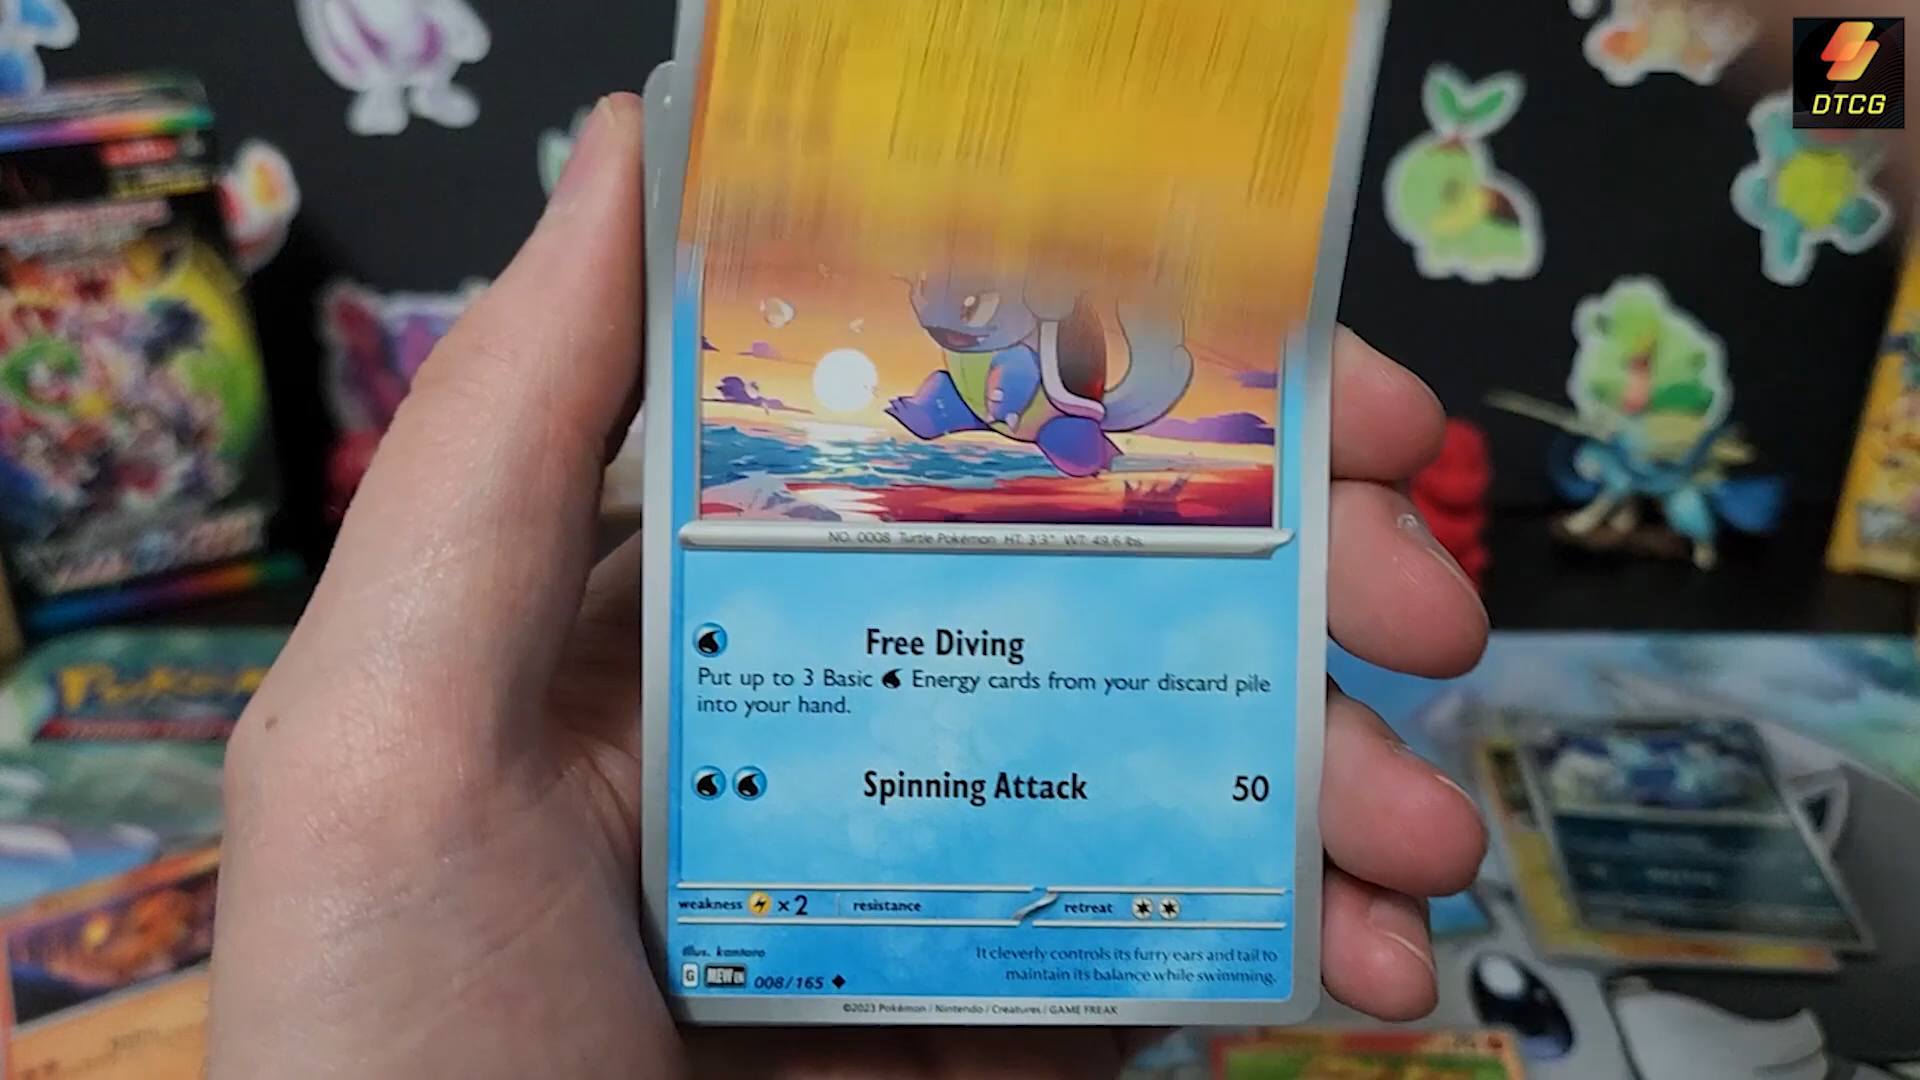 DTCG
NO. 0008 Turtle Pokémon HT: 3'3" WT: 49.6 lbs
Free Diving
Put up to 3 Basic Energy cards from your discard pile
into your hand.
Spinning Attack 50
weakness ×2 resistance retreat
Illus. kantaro
It cleverly controls its furry ears and tail to
maintain its balance while swimming.
G MEW EN 008/165
©2023 Pokémon / Nintendo / Creatures / GAME FREAK